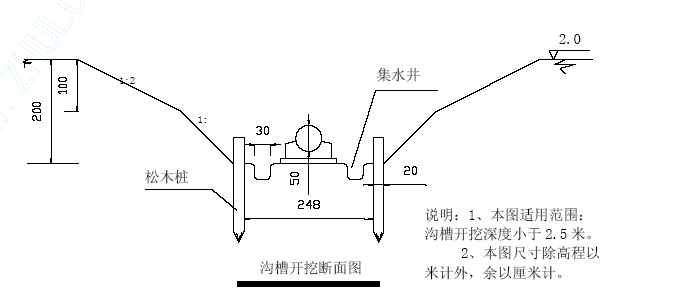 2.0
集水井
1:2
100
200
1:
30
50
20
松木桩
248
说明：1、本图适用范围：
沟槽开挖深度小于2.5米。
2、本图尺寸除高程以
米计外，余以厘米计。
沟槽开挖断面图